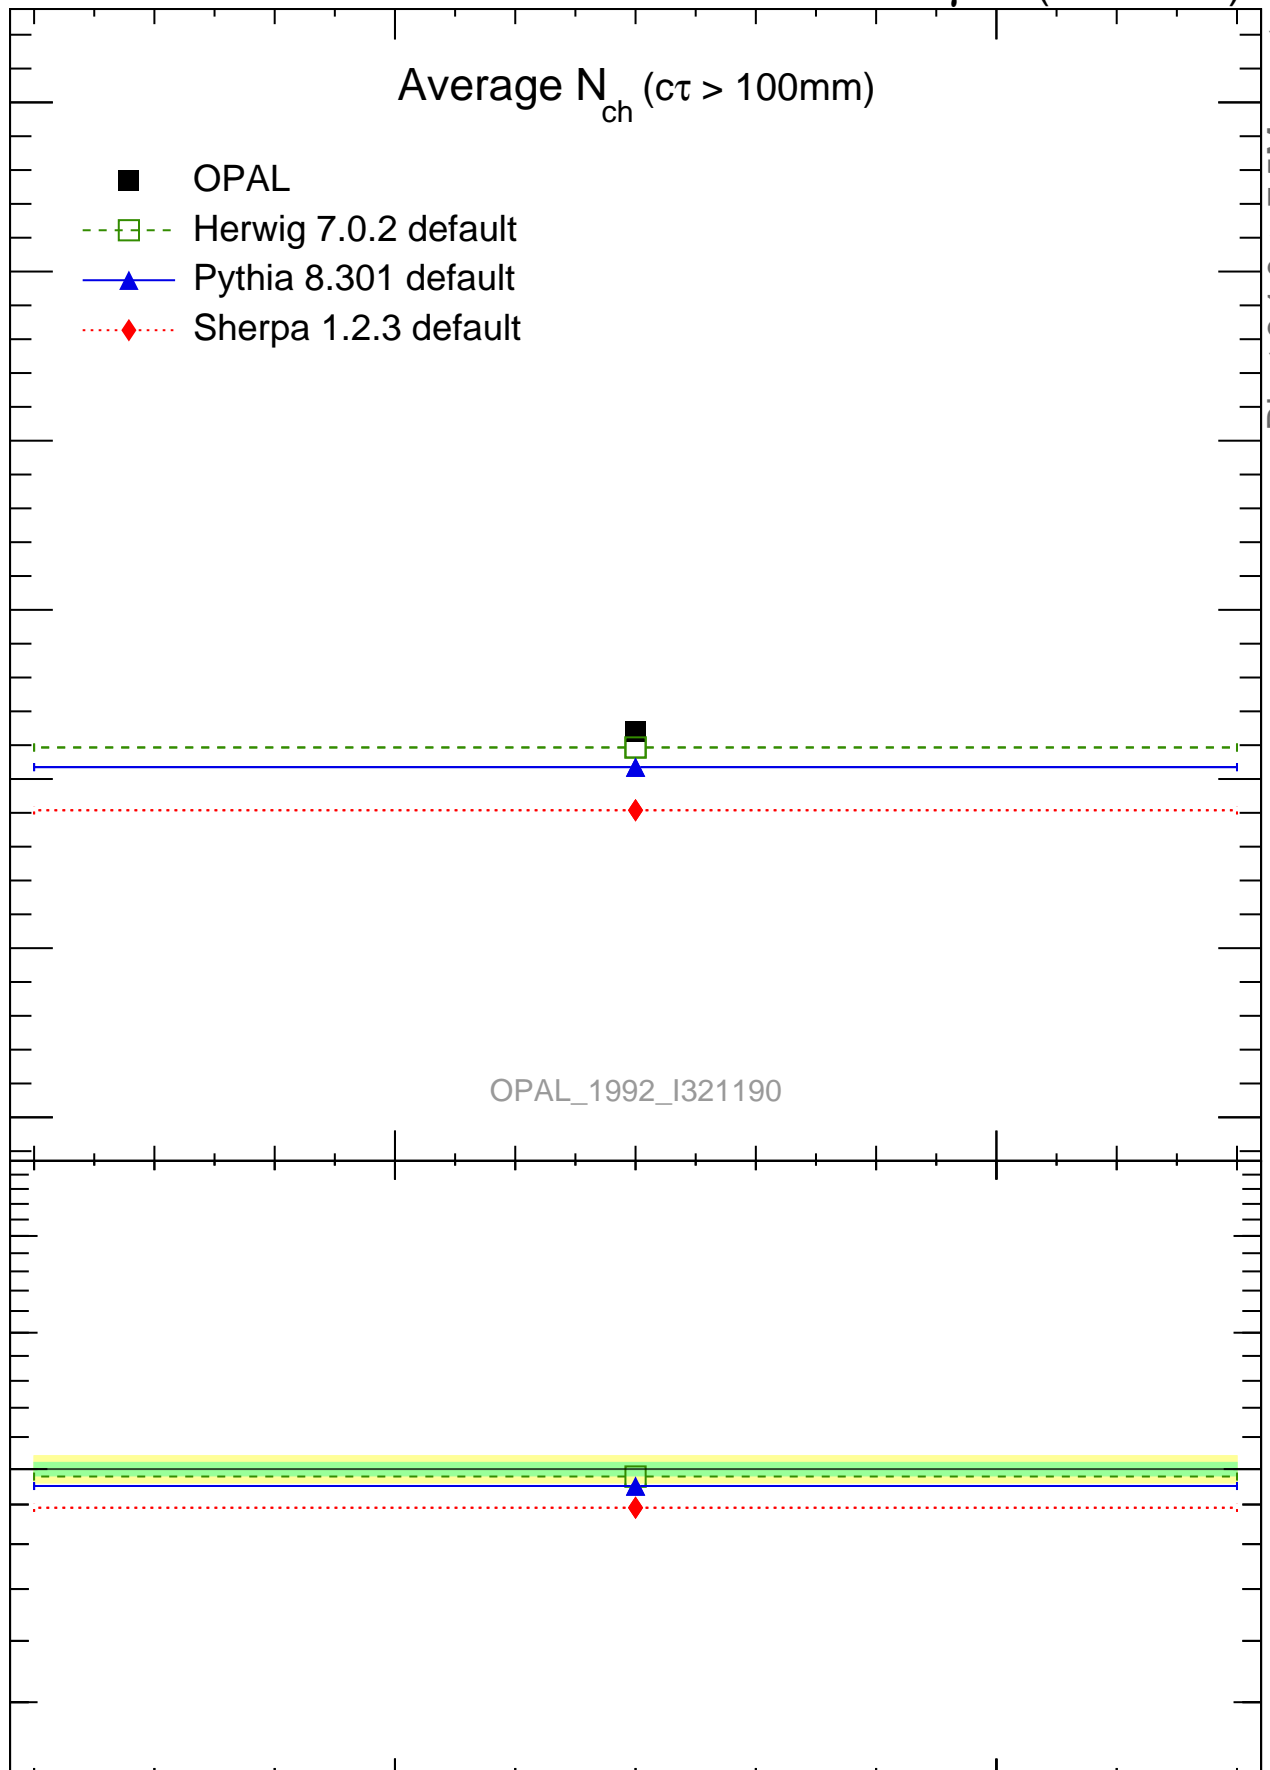 Average Nch (cτ > 100mm)
OPAL
Herwig 7.0.2 default
Pythia 8.301 default
Sherpa 1.2.3 default
OPAL_1992_I321190